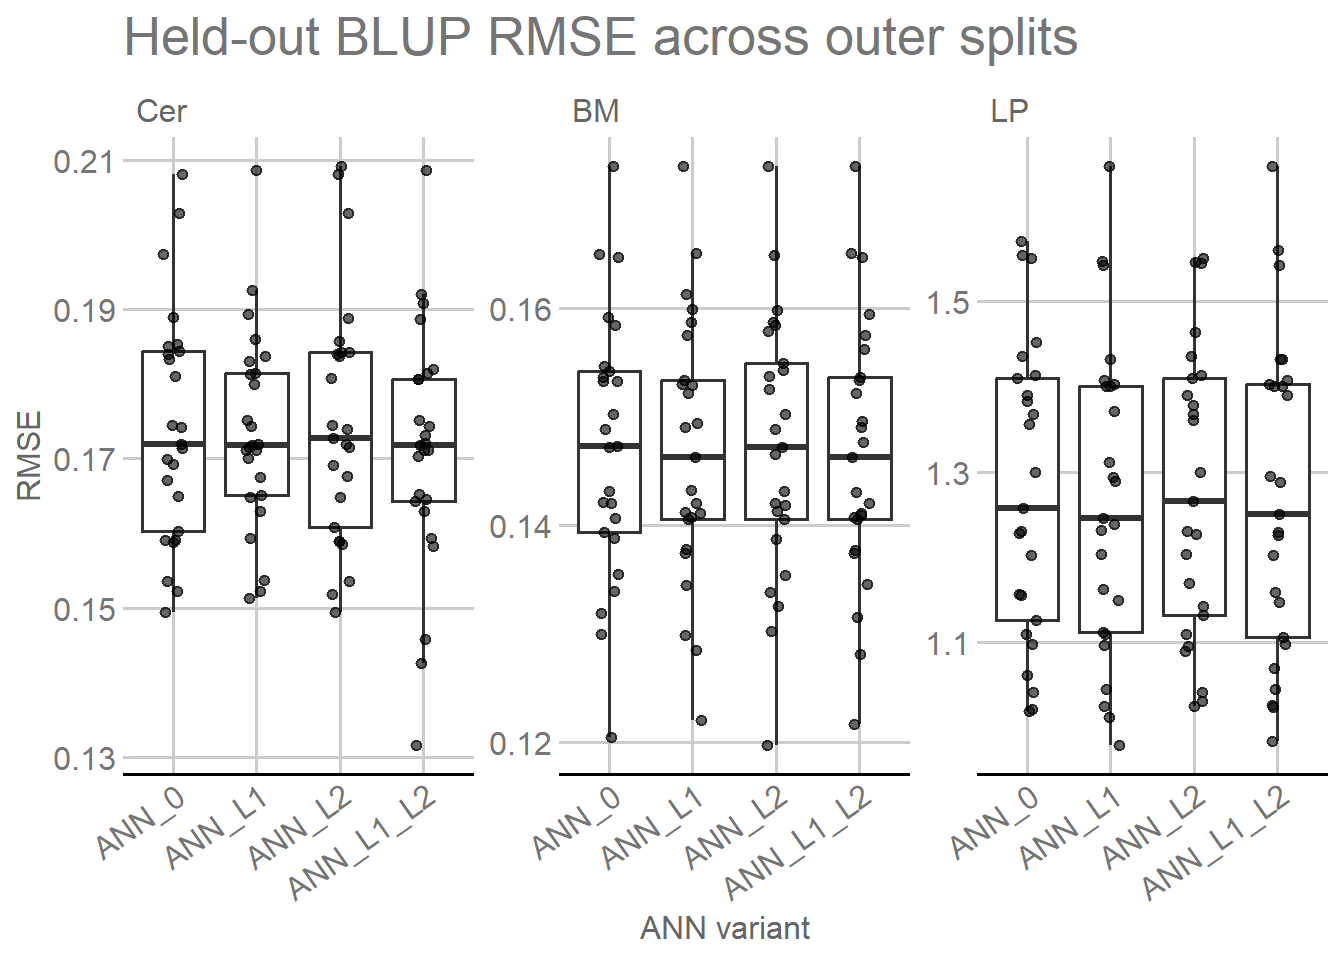 Held-out BLUP RMSE across outer splits
Cer
BM
LP
RMSE
0.21
0.19
0.17
0.15
0.13
0.16
0.14
0.12
1.5
1.3
1.1
ANN_0
ANN_L1
ANN_L2
ANN_L1_L2
ANN_0
ANN_L1
ANN_L2
ANN_L1_L2
ANN_0
ANN_L1
ANN_L2
ANN_L1_L2
ANN variant